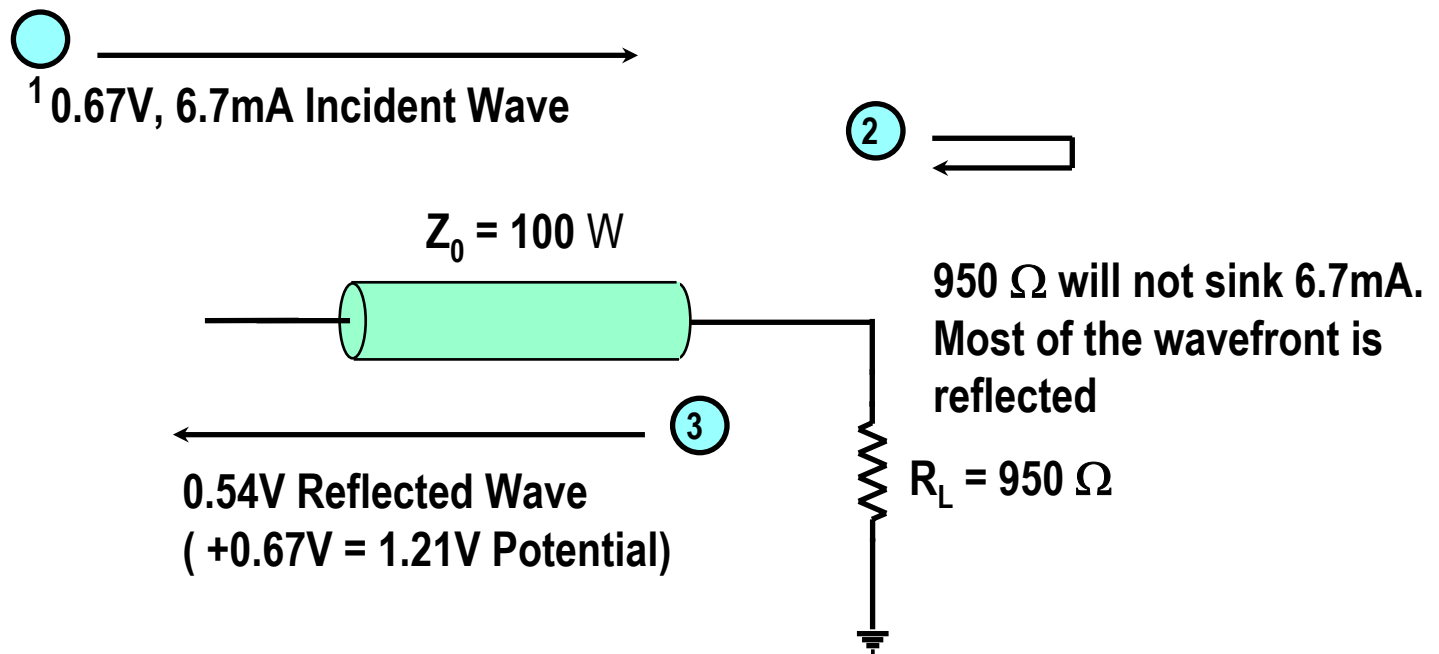 1 0.67V, 6.7mA Incident Wave
2
Z0 = 100 W
950 Ω will not sink 6.7mA.
Most of the wavefront is
reflected
3
0.54V Reflected Wave
( +0.67V = 1.21V Potential)
RL = 950 Ω